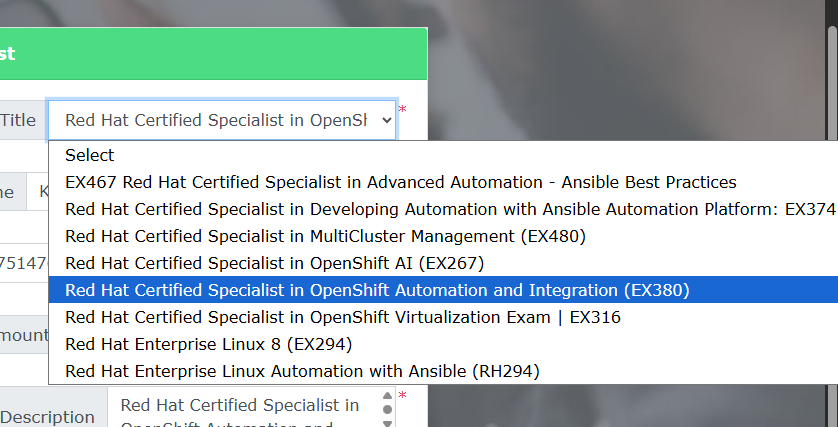 st
Title
Red Hat Certified Specialist in OpenSh
*
Select
EX467 Red Hat Certified Specialist in Advanced Automation - Ansible Best Practices
Red Hat Certified Specialist in Developing Automation with Ansible Automation Platform: EX374
me K
Red Hat Certified Specialist in MultiCluster Management (EX480)
75147
Red Hat Certified Specialist in OpenShift AI (EX267)
Red Hat Certified Specialist in OpenShift Automation and Integration (EX380)
Red Hat Certified Specialist in OpenShift Virtualization Exam | EX316
mount
Red Hat Enterprise Linux 8 (EX294)
Red Hat Enterprise Linux Automation with Ansible (RH294)
Description
Red Hat Certified Specialist in
*
OpenShift Automation and